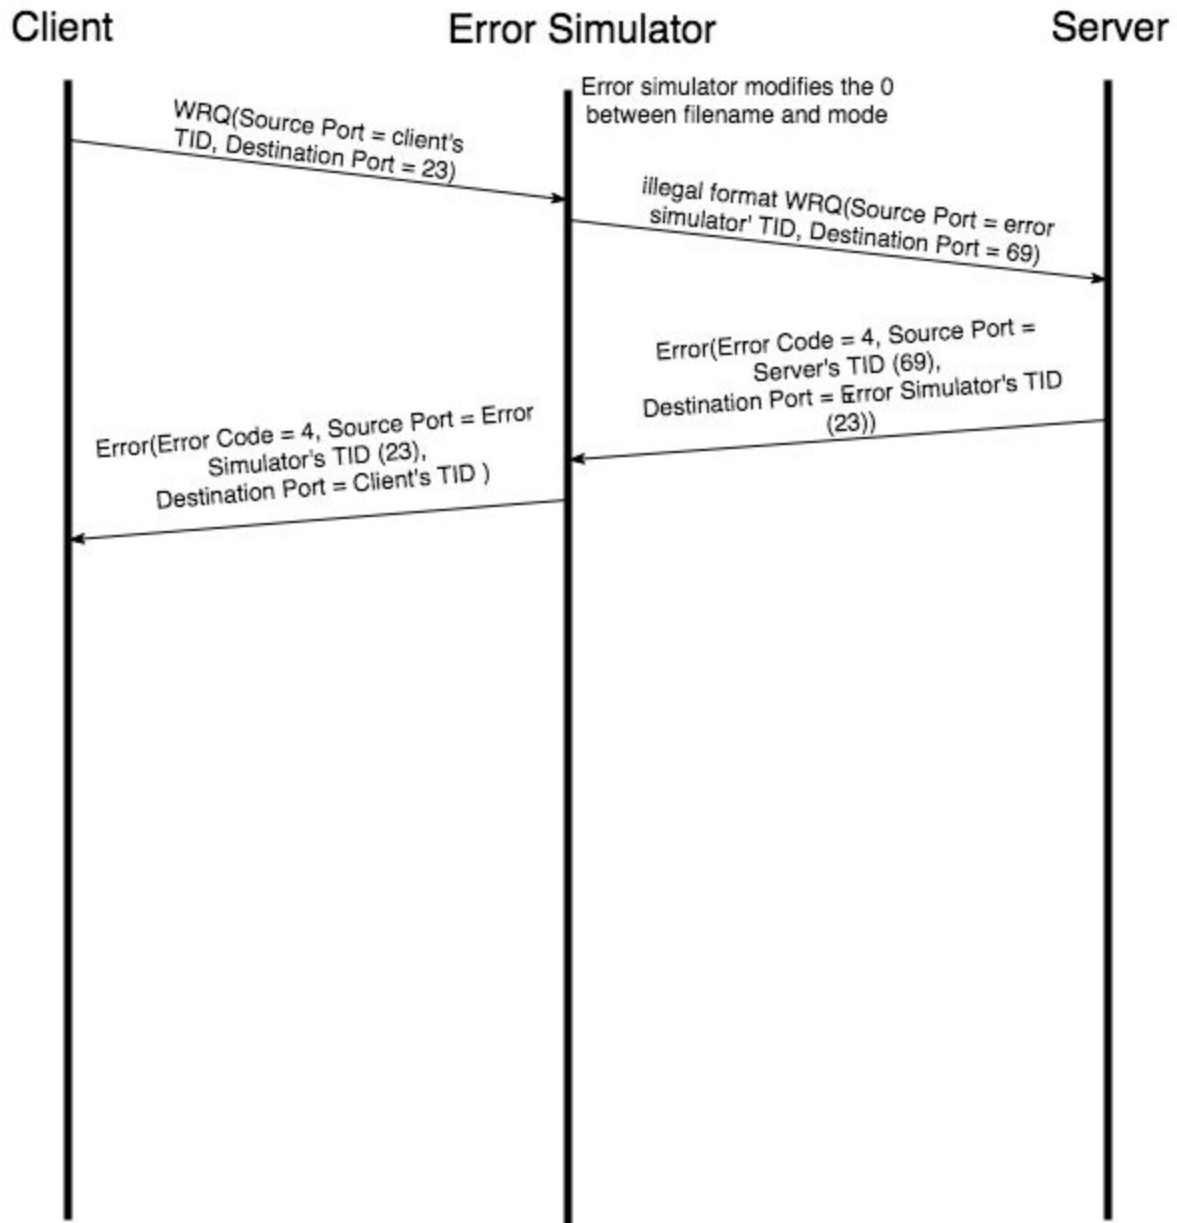 Client
Error Simulator
Server
Error simulator modifies the 0
between filename and mode
WRQ(Source Port = client's
TID, Destination Port = 23)
illegal format WRQ(Source Port = error
simulator' TID, Destination Port = 69)
Error(Error Code = 4, Source Port =
Server's TID (69),
Destination Port = Error Simulator's TID
(23))
Error(Error Code = 4, Source Port = Error
Simulator's TID (23),
Destination Port = Client's TID )